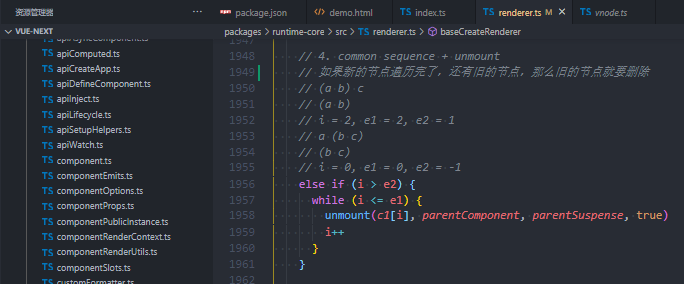 资源管理器
···
package.json
demo.html
TS index.ts
TS renderer.ts M ×
TS vnode.ts
VUE-NEXT
packages > runtime-core > src > TS renderer.ts > baseCreateRenderer
TS apiAsyncComponent.ts
TS apiComputed.ts
TS apiCreateApp.ts
TS apiDefineComponent.ts
TS apiInject.ts
TS apiLifecycle.ts
TS apiSetupHelpers.ts
TS apiWatch.ts
TS component.ts
TS componentEmits.ts
TS componentOptions.ts
TS componentProps.ts
TS componentPublicInstance.ts
TS componentRenderContext.ts
TS componentRenderUtils.ts
TS componentSlots.ts
TS customFormatter.ts
1947
1948 // 4. common sequence + unmount
1949 // 如果新的节点遍历完了，还有旧的节点，那么旧的节点就要删除
1950 // (a b) c
1951 // (a b)
1952 // i = 2, e1 = 2, e2 = 1
1953 // a (b c)
1954 // (b c)
1955 // i = 0, e1 = 0, e2 = -1
1956 else if (i > e2) {
1957 while (i <= e1) {
1958 unmount(c1[i], parentComponent, parentSuspense, true)
1959 i++
1960 }
1961 }
1962